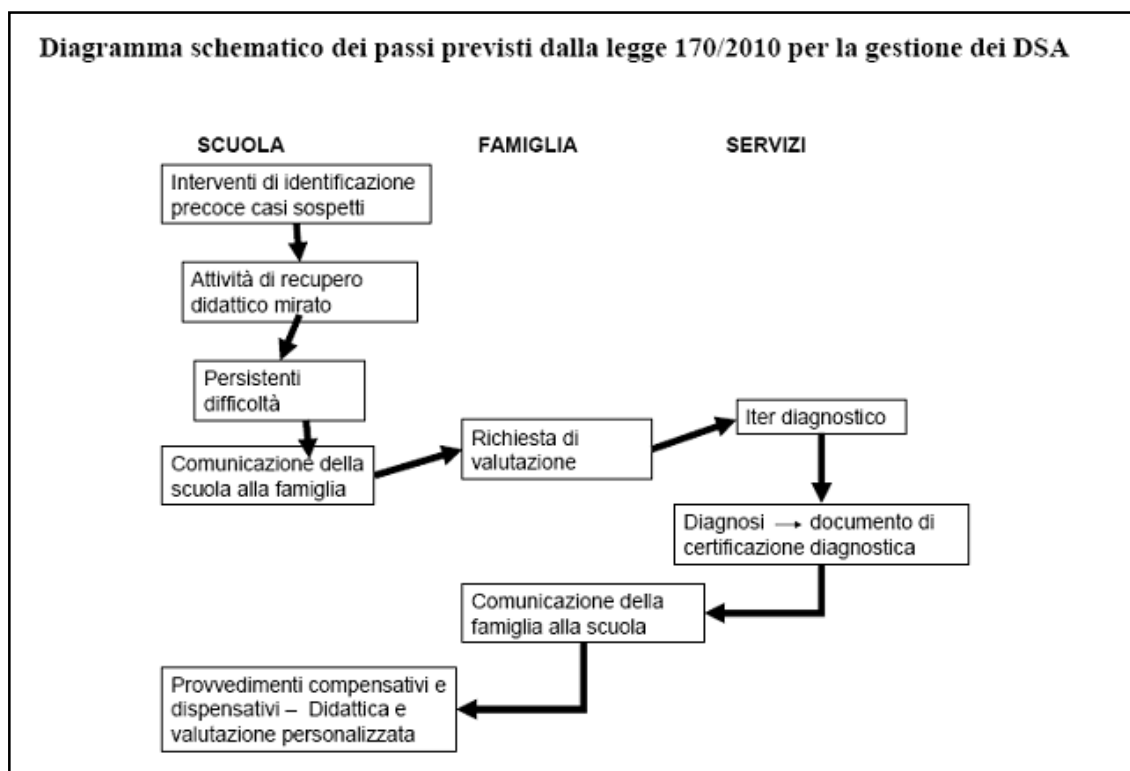 Diagramma schematico dei passi previsti dalla legge 170/2010 per la gestione dei DSA
SCUOLA FAMIGLIA SERVIZI
Interventi di identificazione
precoce casi sospetti
Attività di recupero
didattico mirato
Persistenti
difficoltà
Comunicazione della
scuola alla famiglia
Richiesta di
valutazione
Iter diagnostico
Diagnosi → documento di
certificazione diagnostica
Comunicazione della
famiglia alla scuola
Provvedimenti compensativi e
dispensativi – Didattica e
valutazione personalizzata